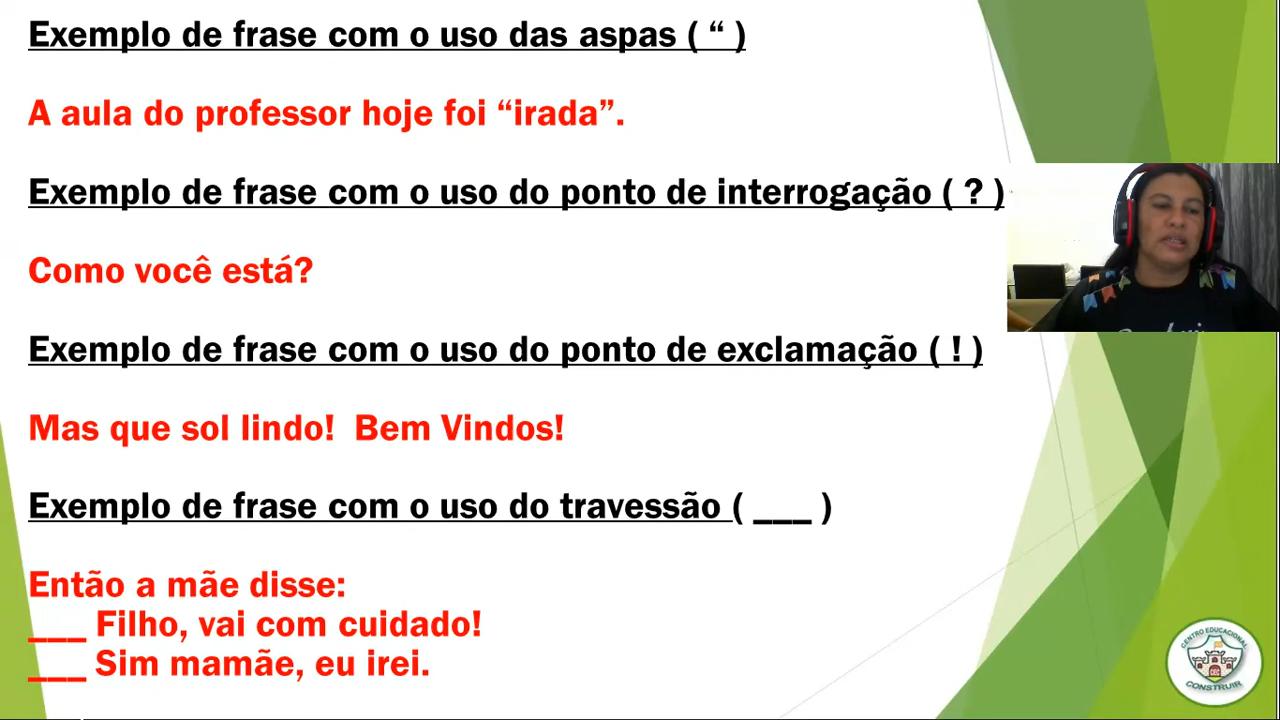 Exemplo de frase com o uso das aspas ( “ )
A aula do professor hoje foi “irada”.
Exemplo de frase com o uso do ponto de interrogação ( ? )
Como você está?
Exemplo de frase com o uso do ponto de exclamação ( ! )
Mas que sol lindo!  Bem Vindos!
Exemplo de frase com o uso do travessão ( ___ )
Então a mãe disse:
___ Filho, vai com cuidado!
___ Sim mamãe, eu irei.
CENTRO EDUCACIONAL
CONSTRUIR